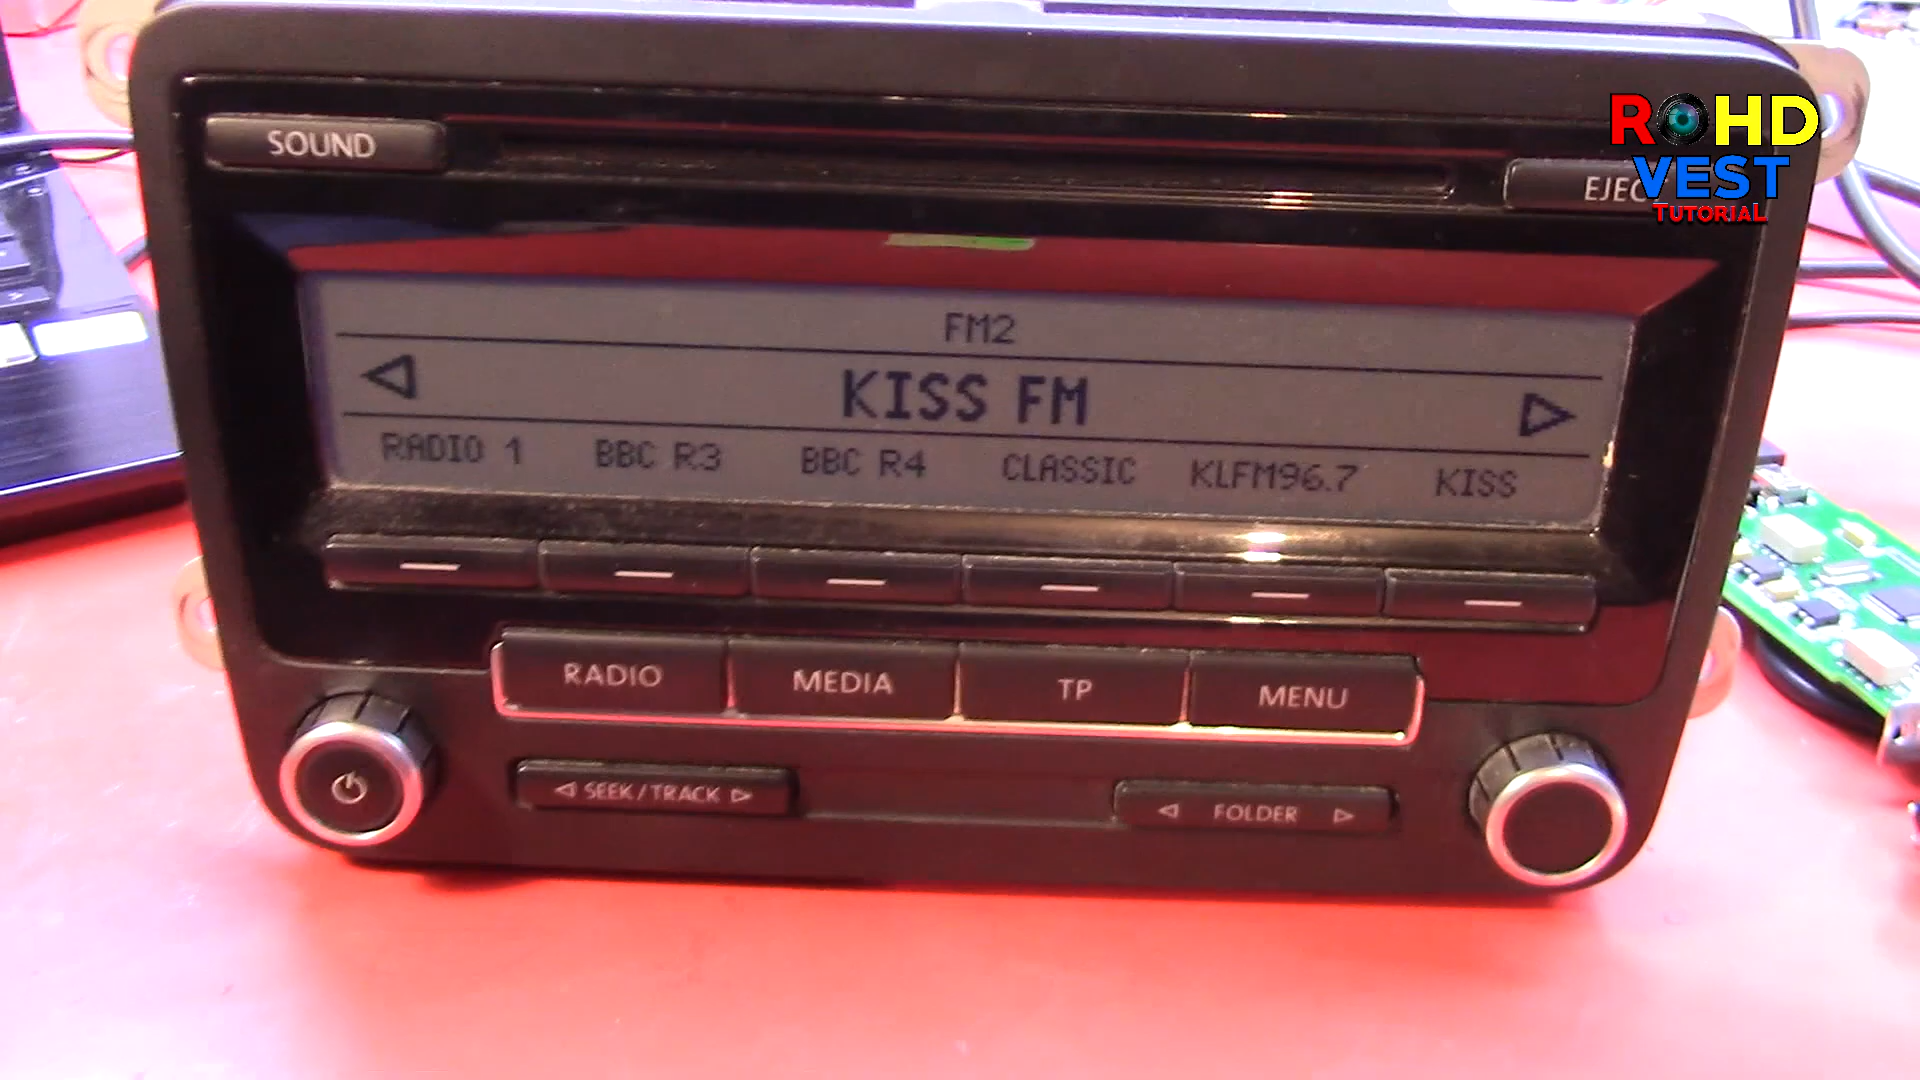 SOUND
EJECT
ROHD
VEST
TUTORIAL
FM2
KISS FM
RADIO 1 BBC R3 BBC R4 CLASSIC KLFM96.7 KISS
RADIO MEDIA TP MENU
SEEK/TRACK FOLDER